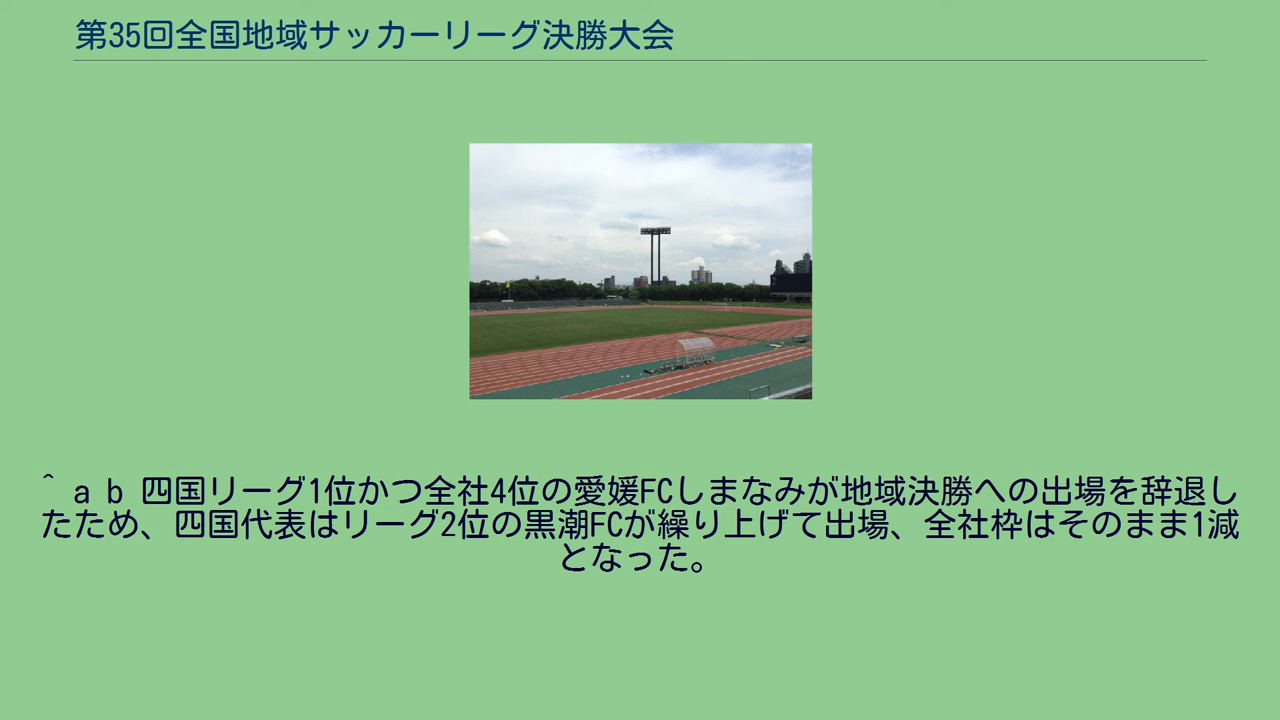 第35回全国地域サッカーリーグ決勝大会
^ a b 四国リーグ1位かつ全社4位の愛媛FCしまなみが地域決勝への出場を辞退し
たため、四国代表はリーグ2位の黒潮FCが繰り上げて出場、全社枠はそのまま1減
となった。